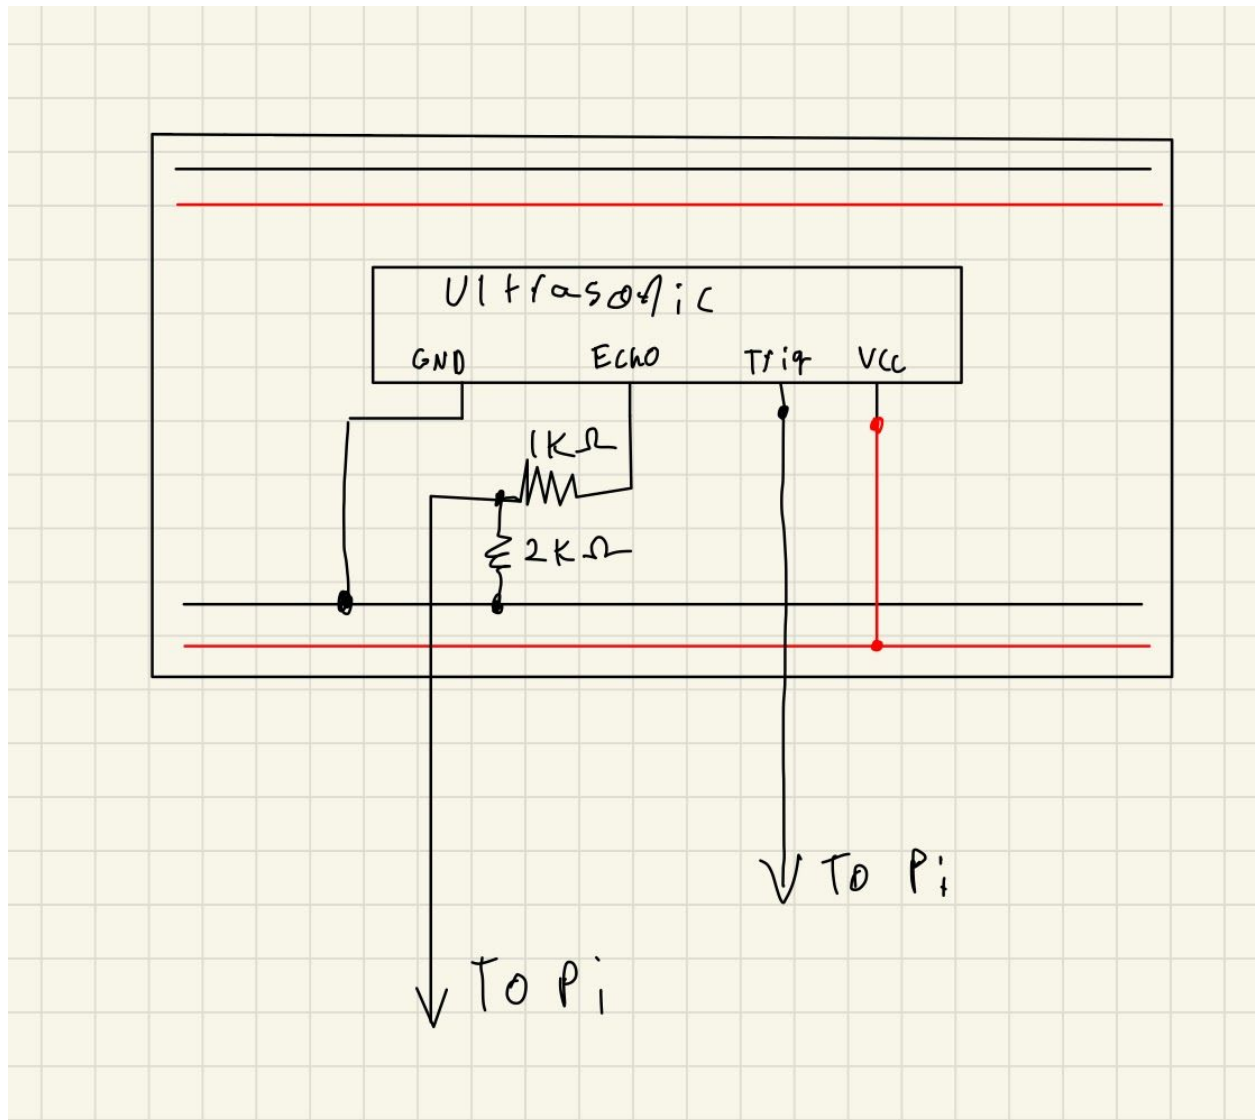 Ultrasonic
GND Echo Trig VCC
1KΩ
2KΩ
To Pi
To Pi